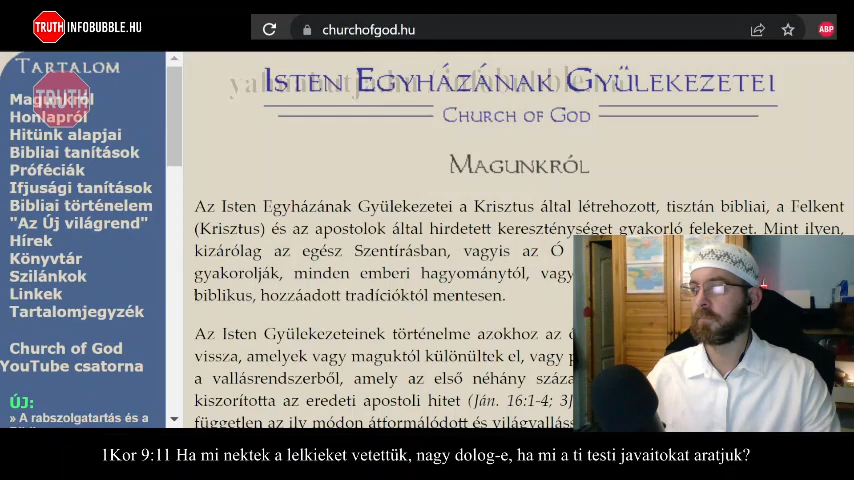 TRUTH INFOBUBBLE.HU
churchofgod.hu
ABP
TARTALOM
TRUTH
Magunkról
Honlapról
Hitünk alapjai
Bibliai tanítások
Próféciák
Ifjusági tanítások
Bibliai történelem
"Az Új világrend"
Hírek
Könyvtár
Szilánkok
Linkek
Tartalomjegyzék
Church of God
YouTube csatorna
ÚJ:
» A rabszolgatartás és a
ISTEN EGYHÁZÁNAK GYÜLEKEZETEI
CHURCH OF GOD
MAGUNKRÓL
Az Isten Egyházának Gyülekezetei a Krisztus által létrehozott, tisztán bibliai, a Felkent
(Krisztus) és az apostolok által hirdetett kereszténységet gyakorló felekezet. Mint ilyen,
kizárólag az egész Szentírásban, vagyis az Ó
gyakorolják, minden emberi hagyománytól, vagy
biblikus, hozzáadott tradícióktól mentesen.
Az Isten Gyülekezeteinek történelme azokhoz az
vissza, amelyek vagy maguktól különültek el, vagy
a vallásrendszerből, amely az első néhány száza
kiszorította az eredeti apostoli hitet (Ján. 16:1-4; 3J
független az ily módon átformálódott és világvallás
1Kor 9:11 Ha mi nektek a lelkieket vetettük, nagy dolog-e, ha mi a ti testi javaitokat aratjuk?